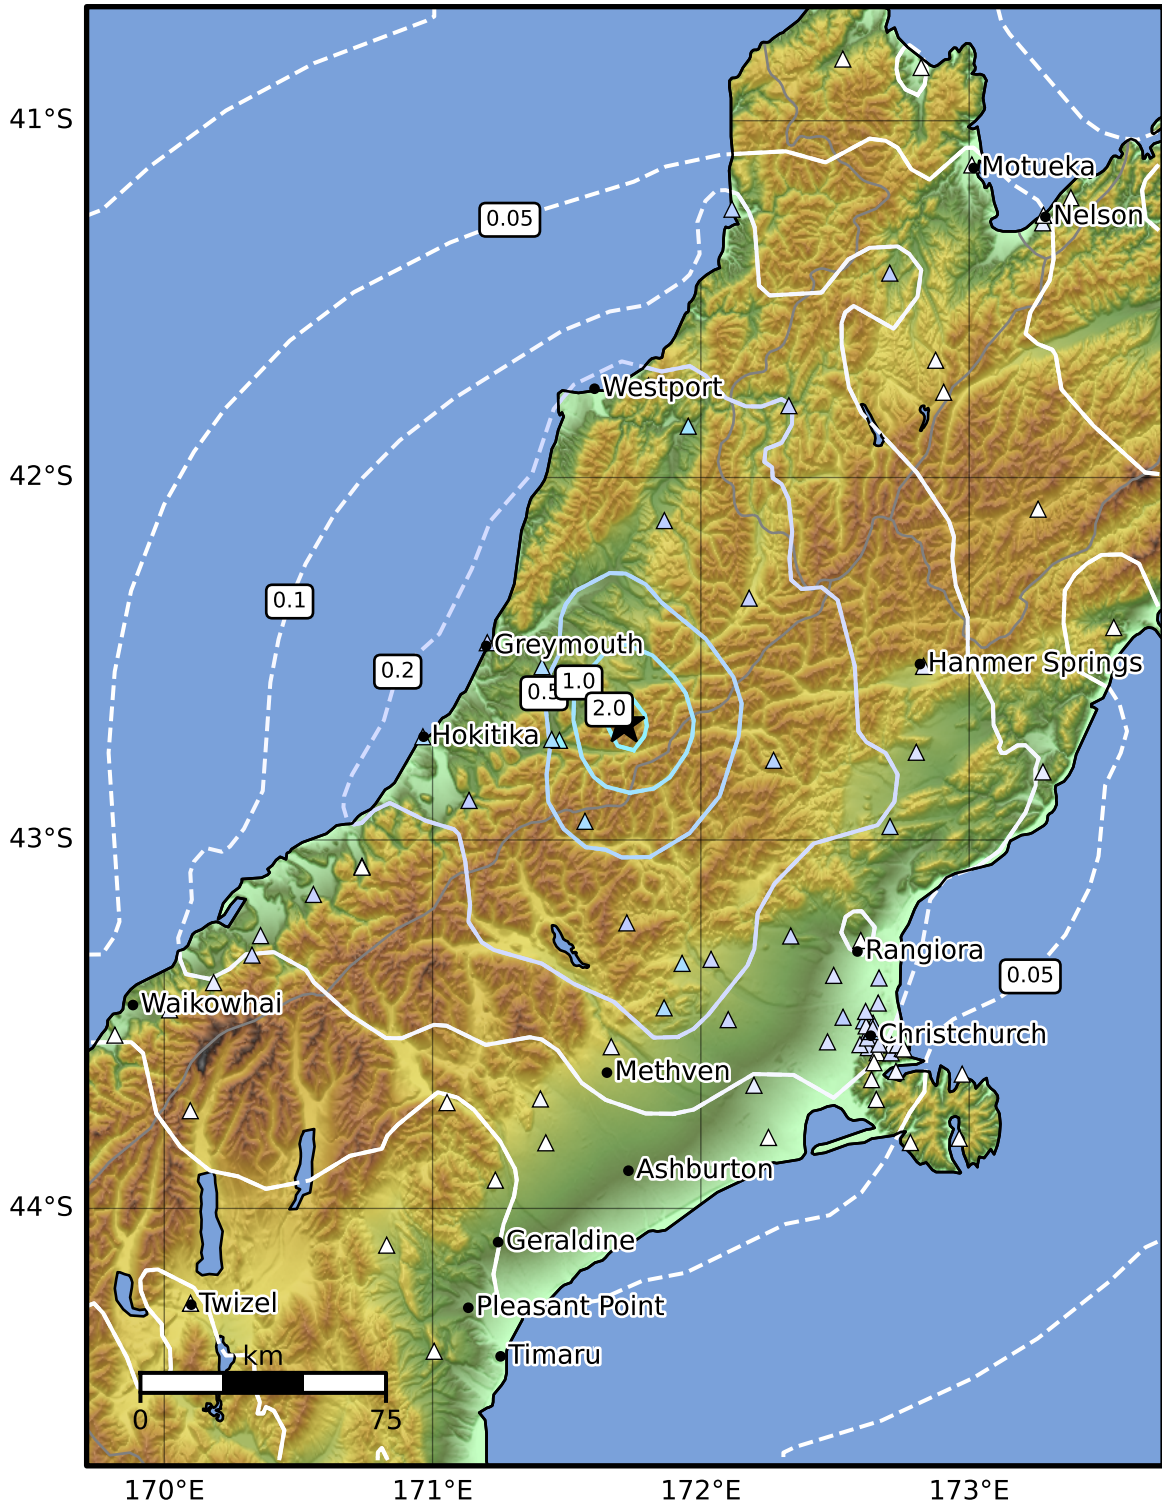 41°S
Motueka
Nelson
0.05
Westport
42°S
0.1
Greymouth
0.2
Hanmer Springs
0.5
1.0
2.0
Hokitika
43°S
Rangiora
0.05
Waikowhai
Christchurch
Methven
Ashburton
44°S
Geraldine
Twizel
Pleasant Point
km
Timaru
0
75
170°E
171°E
172°E
173°E